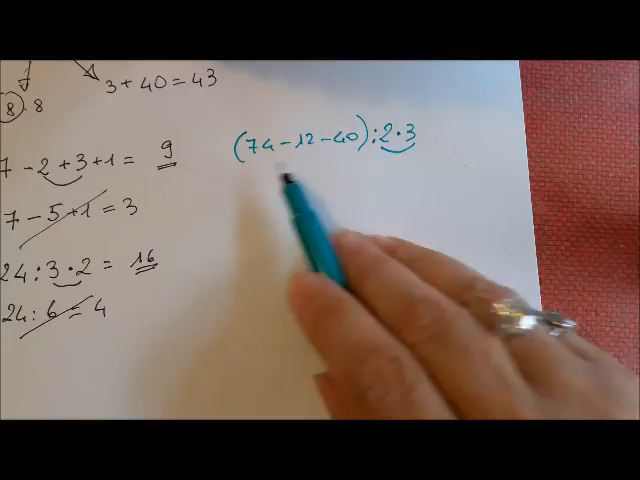 3 + 40 = 43
8 . 8
7 - 2 + 3 + 1 = 9
(74 - 12 - 40) : 2 · 3
7 - 5 + 1 = 3
24 : 3 · 2 = 16
24 : 6 = 4